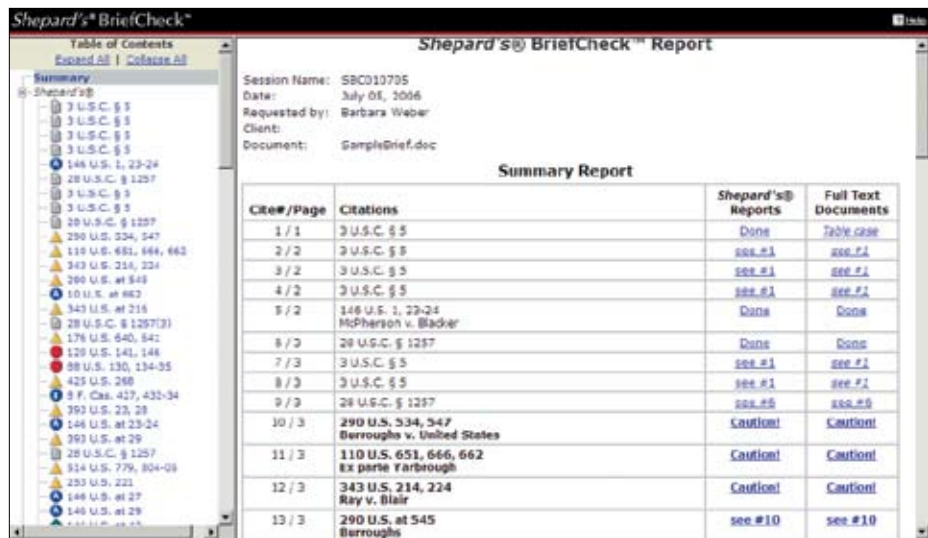 Shepard's® BriefCheck™
Help
Table of Contents
Expand All | Collapse All
Summary
Shepard's®
3 U.S.C. § 5
3 U.S.C. § 5
3 U.S.C. § 5
3 U.S.C. § 5
146 U.S. 1, 23-24
28 U.S.C. § 1257
3 U.S.C. § 5
3 U.S.C. § 5
28 U.S.C. § 1257
290 U.S. 534, 547
110 U.S. 651, 666, 662
343 U.S. 214, 224
290 U.S. at 545
10 U.S. at 662
343 U.S. at 216
28 U.S.C. § 1257(3)
176 U.S. 640, 641
120 U.S. 141, 146
88 U.S. 130, 134-35
425 U.S. 268
9 F. Cas. 427, 432-34
393 U.S. 23, 28
146 U.S. at 23-24
393 U.S. at 29
28 U.S.C. § 1257
514 U.S. 779, 804-05
253 U.S. 221
146 U.S. at 27
146 U.S. at 29
Shepard's® BriefCheck™ Report
Session Name: SBC010705
Date: July 05, 2006
Requested by: Barbara Weber
Client:
Document: SampleBrief.doc
Summary Report
Cite#/Page Citations Shepard's® Reports Full Text Documents
1 / 1 3 U.S.C. § 5 Done Table case
2 / 2 3 U.S.C. § 5 see #1 see #1
3 / 2 3 U.S.C. § 5 see #1 see #1
4 / 2 3 U.S.C. § 5 see #1 see #1
5 / 2 146 U.S. 1, 23-24 Done Done
McPherson v. Blacker
6 / 3 28 U.S.C. § 1257 Done Done
7 / 3 3 U.S.C. § 5 see #1 see #1
8 / 3 3 U.S.C. § 5 see #1 see #1
9 / 3 28 U.S.C. § 1257 see #6 see #6
10 / 3 290 U.S. 534, 547 Caution! Caution!
Burroughs v. United States
11 / 3 110 U.S. 651, 666, 662 Caution! Caution!
Ex parte Yarbrough
12 / 3 343 U.S. 214, 224 Caution! Caution!
Ray v. Blair
13 / 3 290 U.S. at 545 see #10 see #10
Burroughs